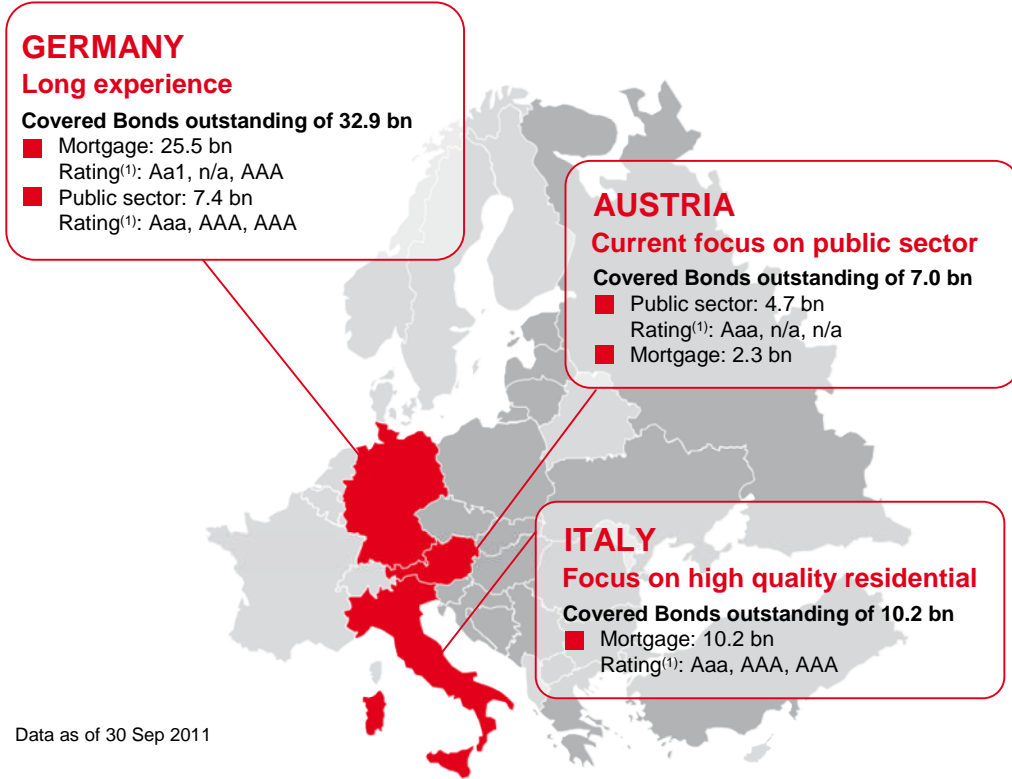 GERMANY
Long experience
Covered Bonds outstanding of 32.9 bn
Mortgage: 25.5 bn
Rating(1): Aa1, n/a, AAA
Public sector: 7.4 bn
Rating(1): Aaa, AAA, AAA
AUSTRIA
Current focus on public sector
Covered Bonds outstanding of 7.0 bn
Public sector: 4.7 bn
Rating(1): Aaa, n/a, n/a
Mortgage: 2.3 bn
ITALY
Focus on high quality residential
Covered Bonds outstanding of 10.2 bn
Mortgage: 10.2 bn
Rating(1): Aaa, AAA, AAA
Data as of 30 Sep 2011